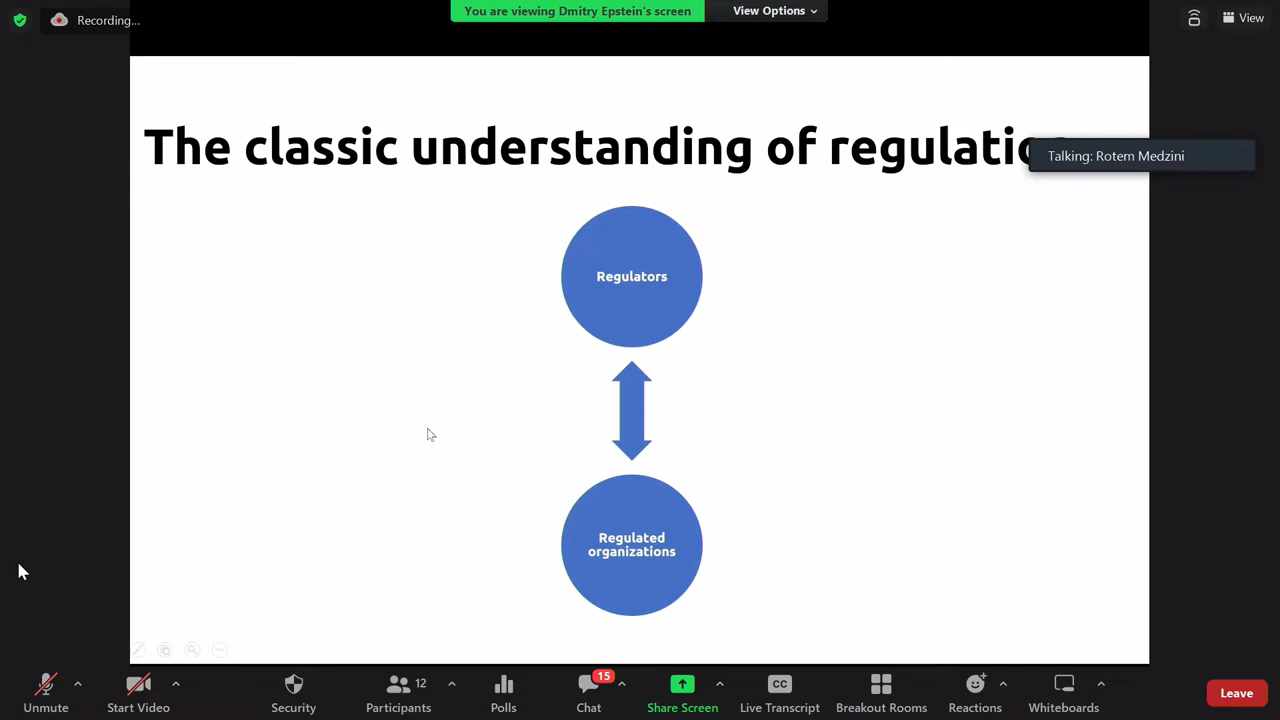 You are viewing Dmitry Epstein's screen
View Options
Recording...
View
The classic understanding of regulatio
Talking: Rotem Medzini
Regulators
Regulated
organizations
Unmute
Start Video
Security
12
Participants
Polls
15
Chat
Share Screen
CC
Live Transcript
Breakout Rooms
Reactions
Whiteboards
Leave